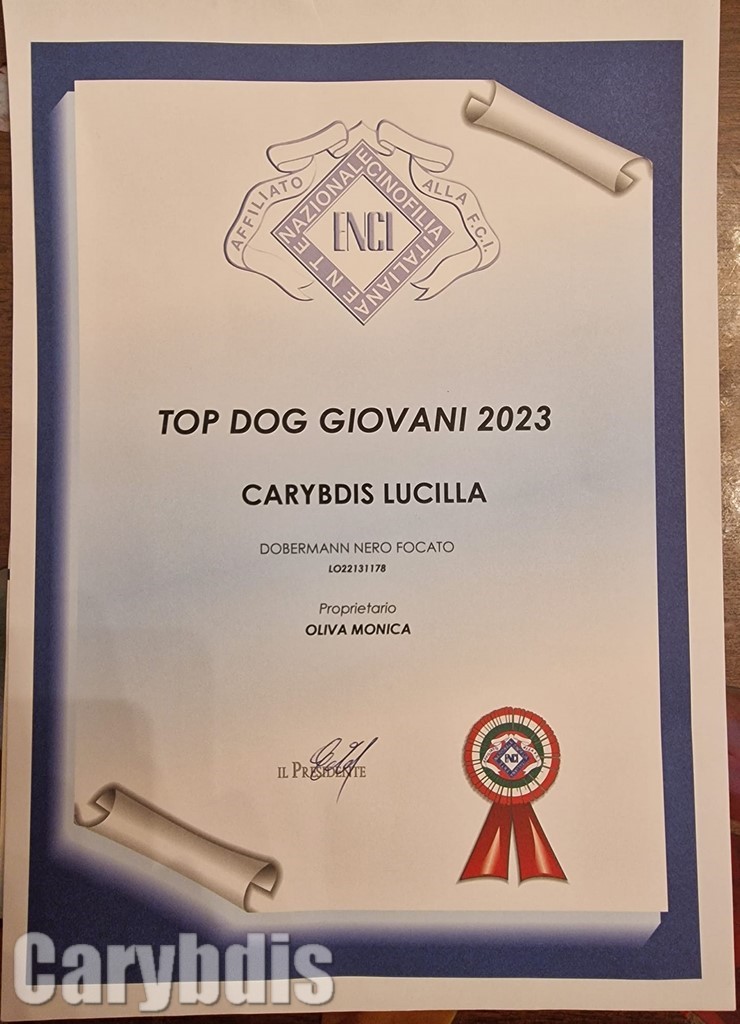 AFFILIATO ALLA F.C.I.
ENTE NAZIONALE CINOFILIA ITALIANA
ENCI
TOP DOG GIOVANI 2023
CARYBDIS LUCILLA
DOBERMANN NERO FOCATO
LO22131178
Proprietario
OLIVA MONICA
IL PRESIDENTE
ENCI
Carybdis